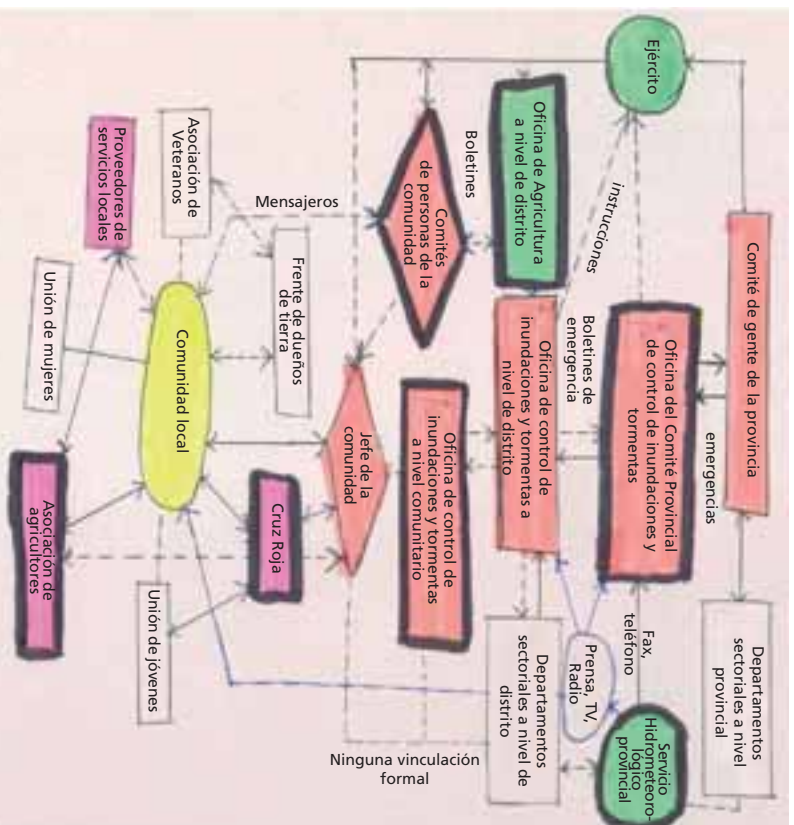 Comité de gente de la provincia
Departamentos
sectoriales a nivel
provincial
Ejército
emergencias
Oficina del Comité Provincial
de control de inundaciones y
tormentas
Fax,
teléfono
Servicio
Hidrometeoro-
lógico
provincial
instrucciones
Boletines de
emergencia
Prensa, TV,
Radio
Oficina de Agricultura
a nivel de distrito
Oficina de control de
inundaciones y tormentas a
nivel de distrito
Departamentos
sectoriales a nivel de
distrito
Boletines
Comités
de personas de la
comunidad
Oficina de control de
inundaciones y tormentas
a nivel comunitario
Ninguna vinculación
formal
Jefe de la
comunidad
Mensajeros
Frente de dueños
de tierra
Cruz Roja
Asociación de
Veteranos
Comunidad local
Unión de jóvenes
Proveedores de
servicios locales
Unión de mujeres
Asociación de
agricultores